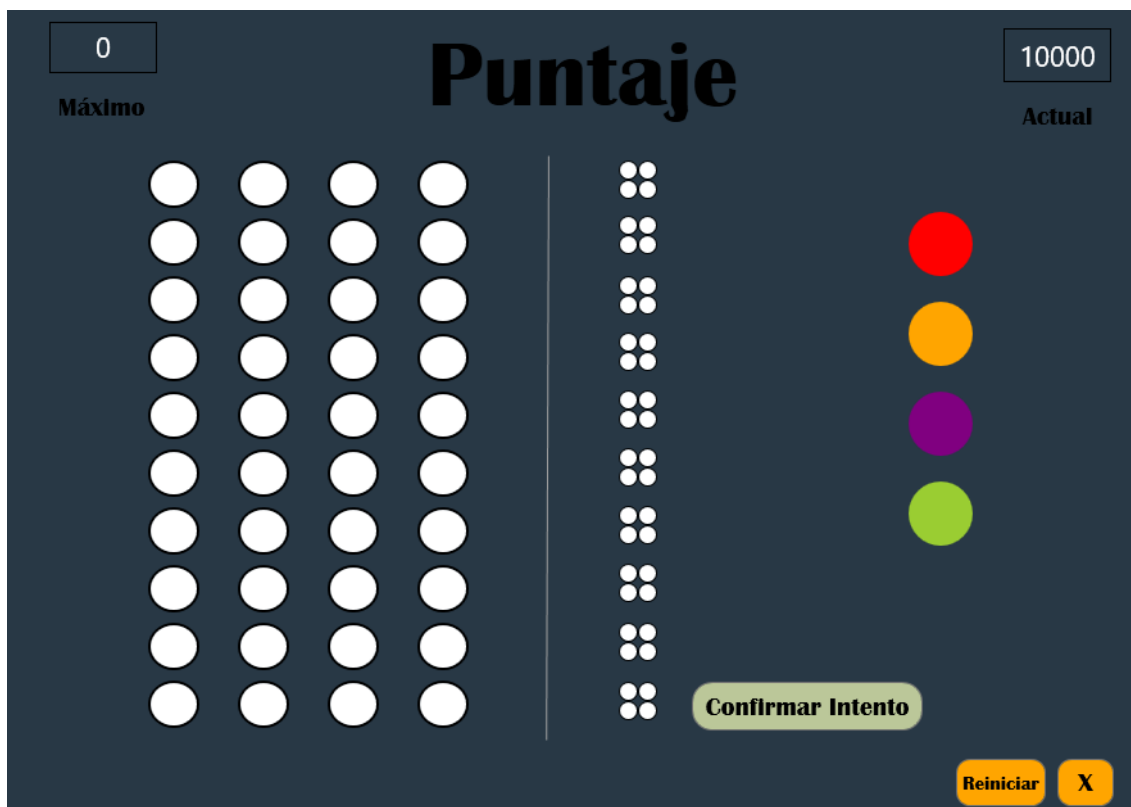 0
Puntaje
10000
Máximo
Actual
Confirmar Intento
Reiniciar
X